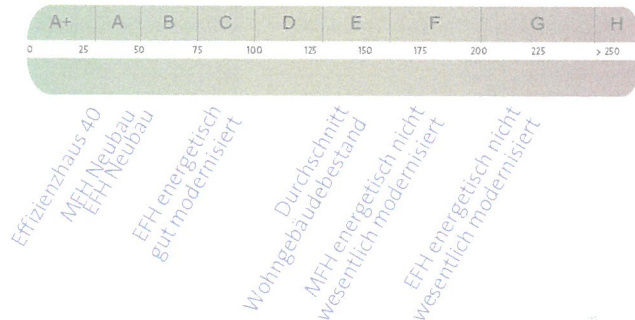 A+ A B C D E F G H
0 25 50 75 100 125 150 175 200 225 > 250
Effizienzhaus 40
MFH Neubau
EFH Neubau
EFH energetisch
gut modernisiert
Durchschnitt
Wohngebäudebestand
MFH energetisch nicht
wesentlich modernisiert
EFH energetisch nicht
wesentlich modernisiert